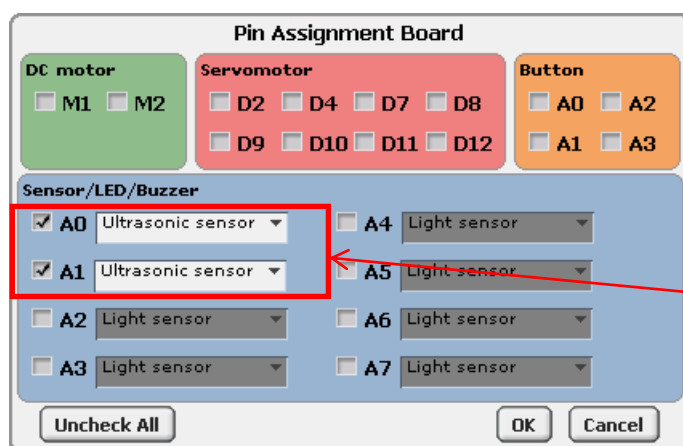 Pin Assignment Board
DC motor
M1 M2
Servomotor
D2 D4 D7 D8
D9 D10 D11 D12
Button
A0 A2
A1 A3
Sensor/LED/Buzzer
A0 Ultrasonic sensor
A4 Light sensor
A1 Ultrasonic sensor
A5 Light sensor
A2 Light sensor
A6 Light sensor
A3 Light sensor
A7 Light sensor
Uncheck All
OK
Cancel